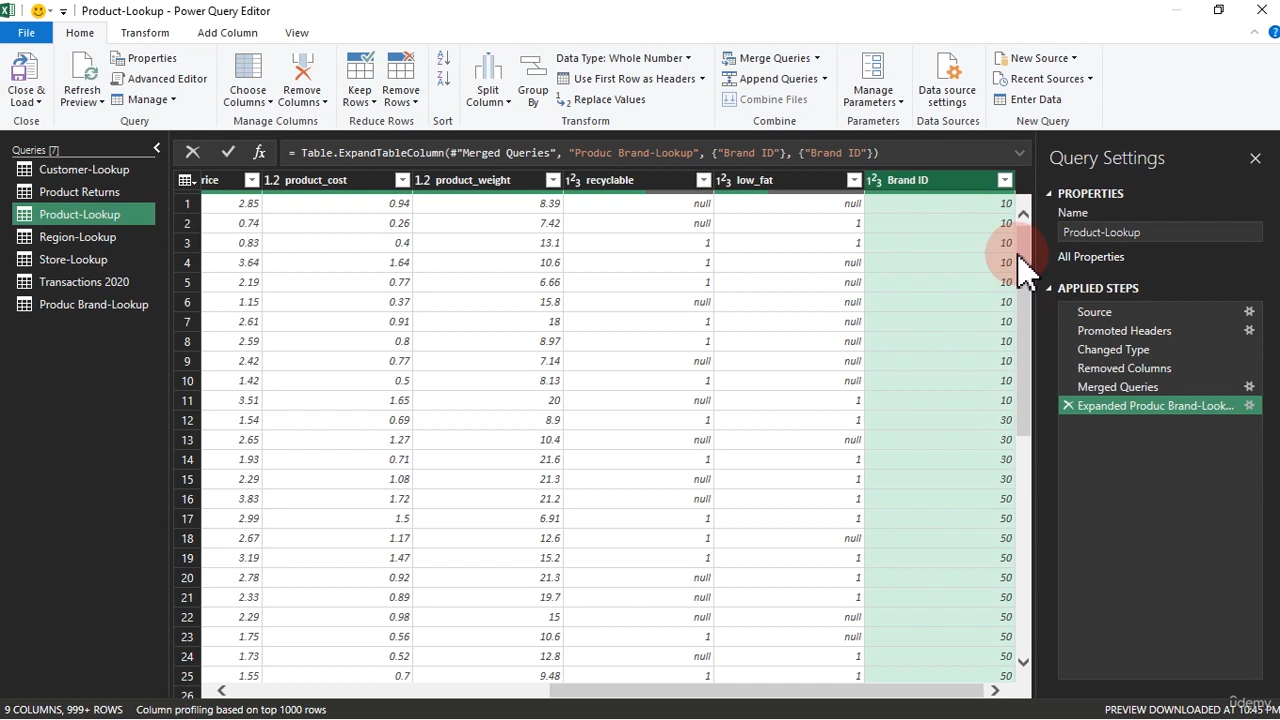 Product-Lookup - Power Query Editor
File Home Transform Add Column View
Close & Load
Close
Refresh Preview
Properties
Advanced Editor
Manage
Query
Choose Columns
Remove Columns
Manage Columns
Keep Rows
Remove Rows
Reduce Rows
Sort
Split Column
Group By
Data Type: Whole Number
Use First Row as Headers
Replace Values
Transform
Merge Queries
Append Queries
Combine Files
Combine
Manage Parameters
Parameters
Data source settings
Data Sources
New Source
Recent Sources
Enter Data
New Query
Queries [7]
Customer-Lookup
Product Returns
Product-Lookup
Region-Lookup
Store-Lookup
Transactions 2020
Produc Brand-Lookup
fx = Table.ExpandTableColumn(#"Merged Queries", "Produc Brand-Lookup", {"Brand ID"}, {"Brand ID"})
rice 1.2 product_cost 1.2 product_weight 123 recyclable 123 low_fat 123 Brand ID
1 2.85 0.94 8.39 null null 10
2 0.74 0.26 7.42 null 1 10
3 0.83 0.4 13.1 1 1 10
4 3.64 1.64 10.6 1 null 10
5 2.19 0.77 6.66 1 null 10
6 1.15 0.37 15.8 null null 10
7 2.61 0.91 18 1 null 10
8 2.59 0.8 8.97 1 null 10
9 2.42 0.77 7.14 null null 10
10 1.42 0.5 8.13 1 null 10
11 3.51 1.65 20 null 1 10
12 1.54 0.69 8.9 1 1 30
13 2.65 1.27 10.4 null null 30
14 1.93 0.71 21.6 1 1 30
15 2.29 1.08 21.3 null 1 30
16 3.83 1.72 21.2 null 1 50
17 2.99 1.5 6.91 1 1 50
18 2.67 1.17 12.6 1 null 50
19 3.19 1.47 15.2 1 1 50
20 2.78 0.92 21.3 null 1 50
21 2.33 0.89 19.7 null 1 50
22 2.29 0.98 15 null null 50
23 1.75 0.56 10.6 1 null 50
24 1.73 0.52 12.8 null 1 50
25 1.55 0.7 9.48 1 1 50
26
Query Settings
PROPERTIES
Name
Product-Lookup
All Properties
APPLIED STEPS
Source
Promoted Headers
Changed Type
Removed Columns
Merged Queries
Expanded Produc Brand-Look...
9 COLUMNS, 999+ ROWS Column profiling based on top 1000 rows
PREVIEW DOWNLOADED AT 10:45 PM
udemy